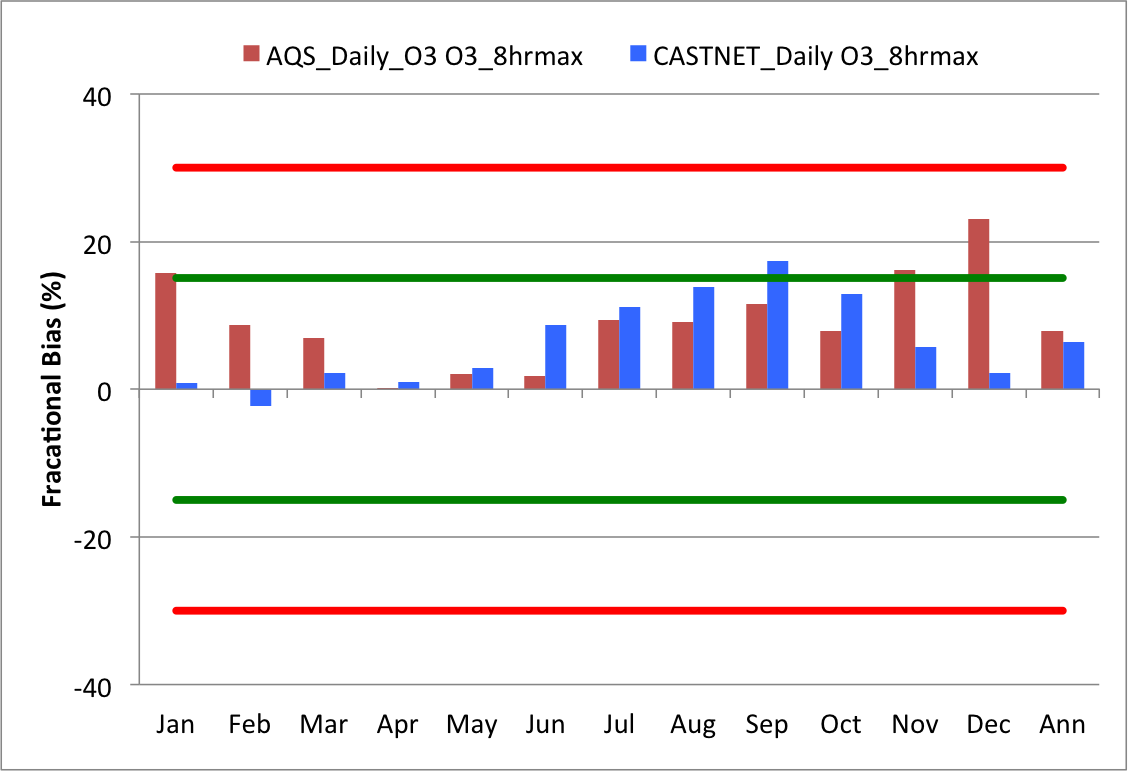 AQS_Daily_O3 O3_8hrmax CASTNET_Daily O3_8hrmax
40
20
0
-20
-40
Fracational Bias (%)
Jan Feb Mar Apr May Jun Jul Aug Sep Oct Nov Dec Ann